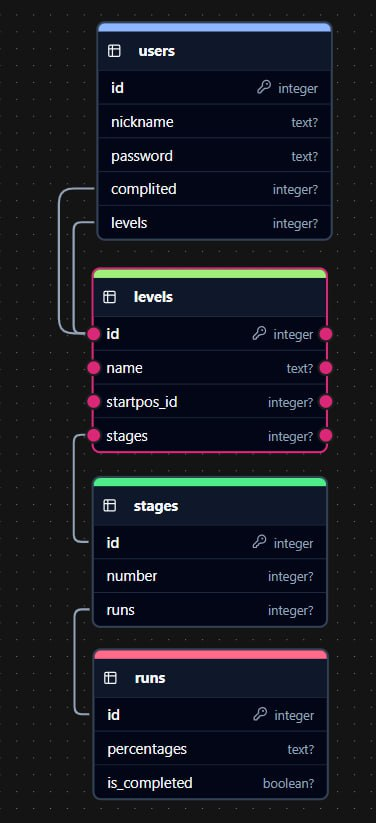 users
id integer
nickname text?
password text?
complited integer?
levels integer?
levels
id integer
name text?
startpos_id integer?
stages integer?
stages
id integer
number integer?
runs integer?
runs
id integer
percentages text?
is_completed boolean?